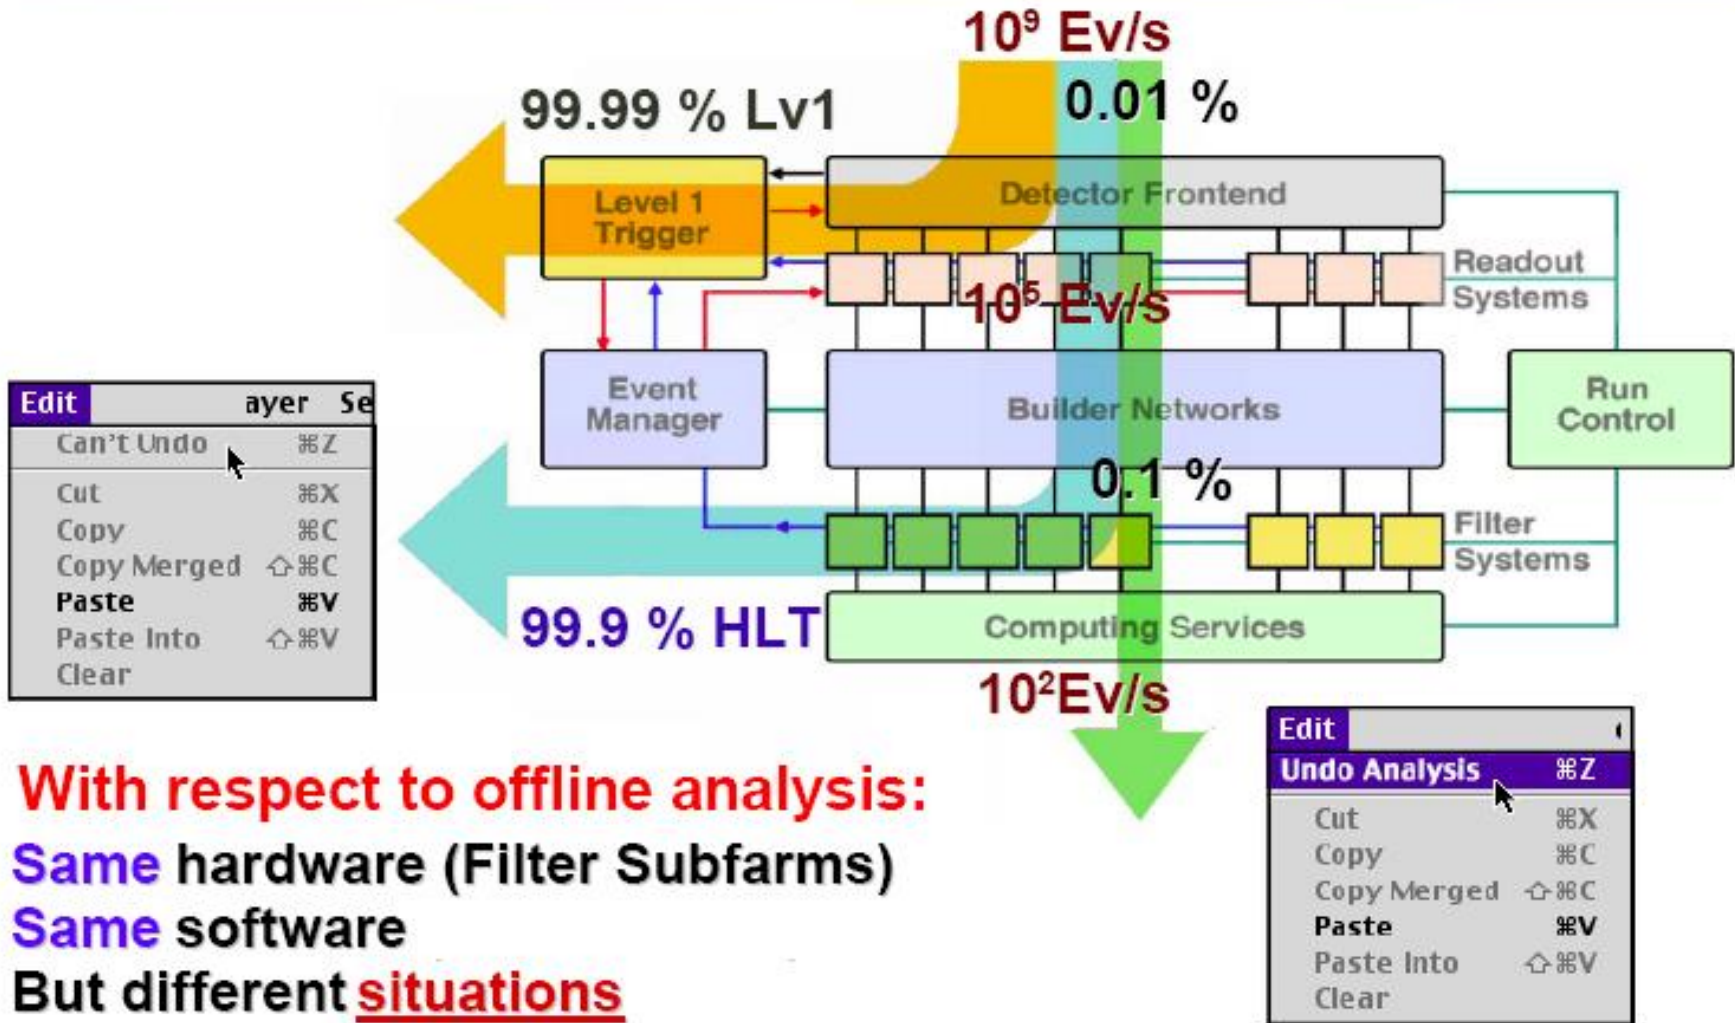 10⁹ Ev/s
99.99 % Lv1
0.01 %
Level 1
Trigger
Detector Frontend
Readout
Systems
10⁵ Ev/s
Event
Manager
Builder Networks
Run
Control
0.1 %
Filter
Systems
99.9 % HLT
Computing Services
10²Ev/s
Edit ayer Se
Can't Undo ⌘Z
Cut ⌘X
Copy ⌘C
Copy Merged ⇧⌘C
Paste ⌘V
Paste Into ⇧⌘V
Clear
Edit
Undo Analysis ⌘Z
Cut ⌘X
Copy ⌘C
Copy Merged ⇧⌘C
Paste ⌘V
Paste Into ⇧⌘V
Clear
With respect to offline analysis:
Same hardware (Filter Subfarms)
Same software
But different situations